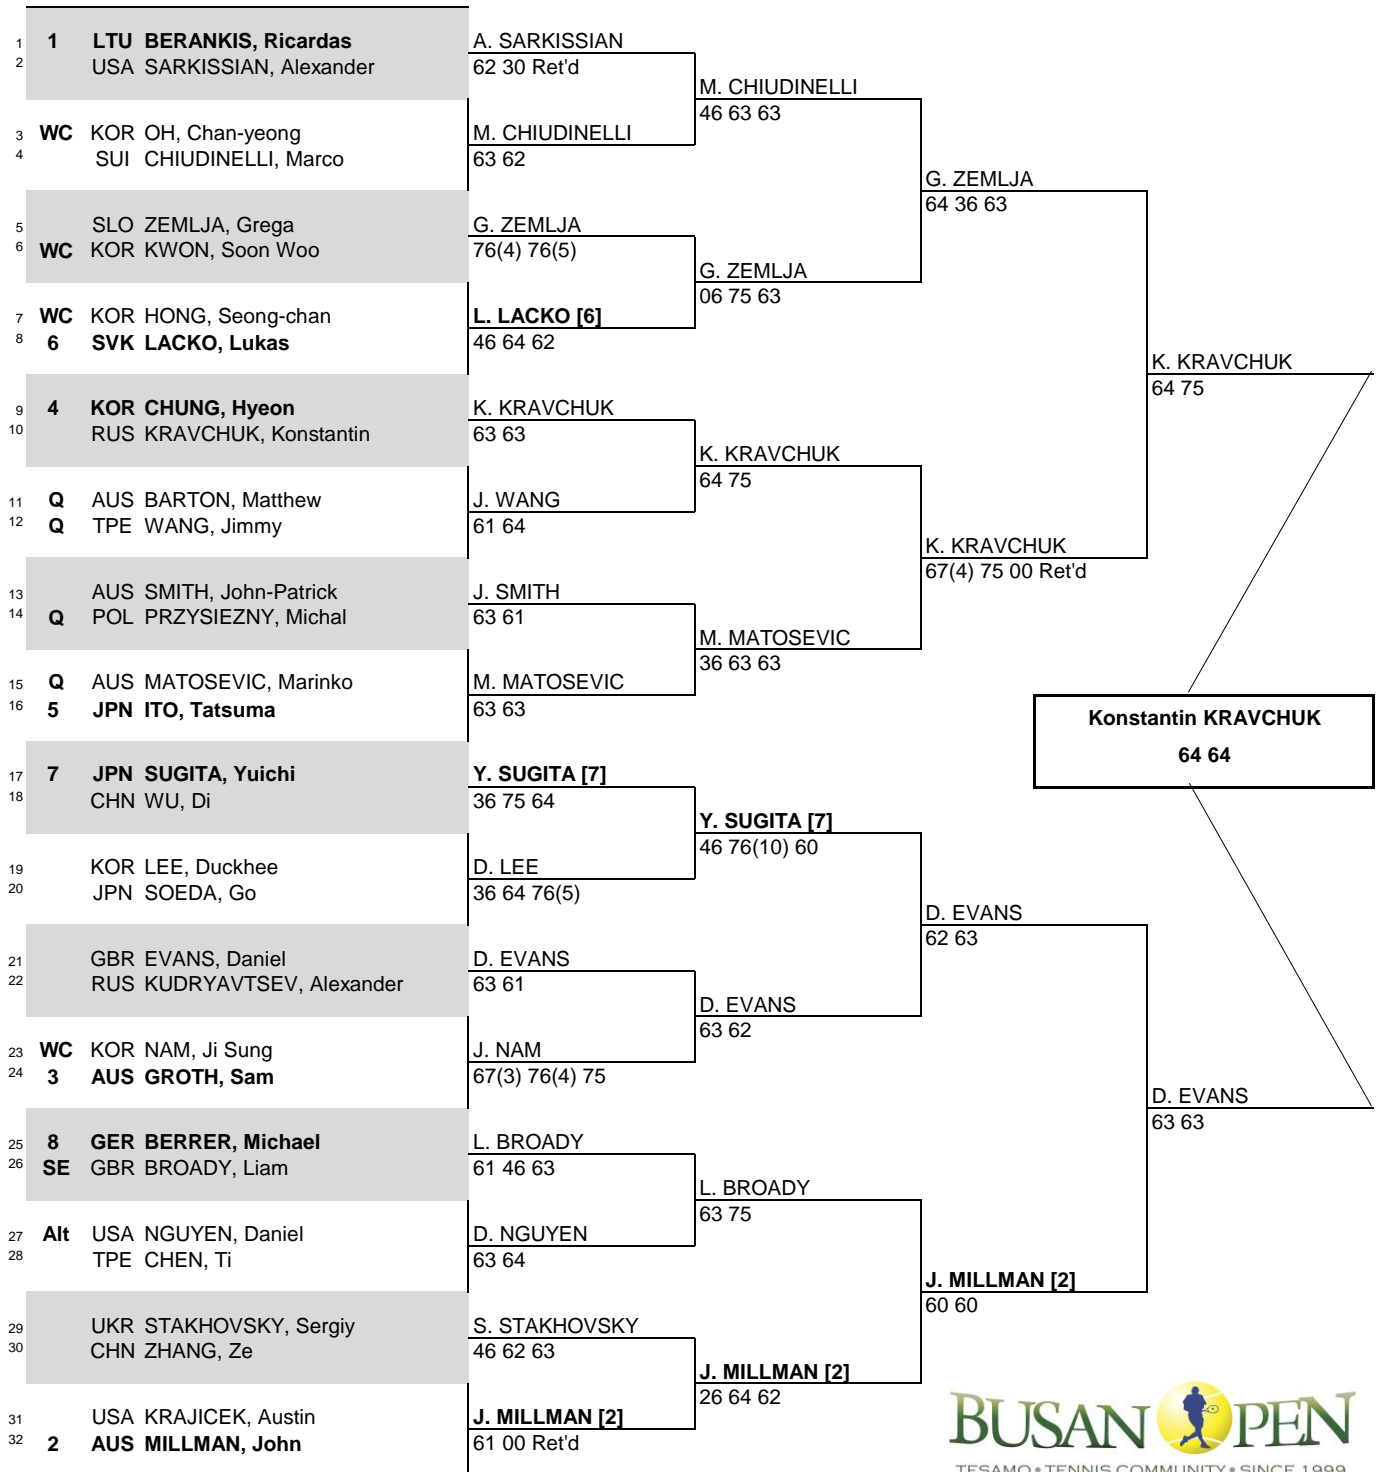 1 1 LTU BERANKIS, Ricardas
2 USA SARKISSIAN, Alexander
3 WC KOR OH, Chan-yeong
4 SUI CHIUDINELLI, Marco
5 SLO ZEMLJA, Grega
6 WC KOR KWON, Soon Woo
7 WC KOR HONG, Seong-chan
8 6 SVK LACKO, Lukas
9 4 KOR CHUNG, Hyeon
10 RUS KRAVCHUK, Konstantin
11 Q AUS BARTON, Matthew
12 Q TPE WANG, Jimmy
13 AUS SMITH, John-Patrick
14 Q POL PRZYSIEZNY, Michal
15 Q AUS MATOSEVIC, Marinko
16 5 JPN ITO, Tatsuma
17 7 JPN SUGITA, Yuichi
18 CHN WU, Di
19 KOR LEE, Duckhee
20 JPN SOEDA, Go
21 GBR EVANS, Daniel
22 RUS KUDRYAVTSEV, Alexander
23 WC KOR NAM, Ji Sung
24 3 AUS GROTH, Sam
25 8 GER BERRER, Michael
26 SE GBR BROADY, Liam
27 Alt USA NGUYEN, Daniel
28 TPE CHEN, Ti
29 UKR STAKHOVSKY, Sergiy
30 CHN ZHANG, Ze
31 USA KRAJICEK, Austin
32 2 AUS MILLMAN, John
A. SARKISSIAN
62 30 Ret'd
M. CHIUDINELLI
63 62
G. ZEMLJA
76(4) 76(5)
L. LACKO [6]
46 64 62
K. KRAVCHUK
63 63
J. WANG
61 64
J. SMITH
63 61
M. MATOSEVIC
63 63
Y. SUGITA [7]
36 75 64
D. LEE
36 64 76(5)
D. EVANS
63 61
J. NAM
67(3) 76(4) 75
L. BROADY
61 46 63
D. NGUYEN
63 64
S. STAKHOVSKY
46 62 63
J. MILLMAN [2]
61 00 Ret'd
M. CHIUDINELLI
46 63 63
G. ZEMLJA
06 75 63
K. KRAVCHUK
64 75
M. MATOSEVIC
36 63 63
Y. SUGITA [7]
46 76(10) 60
D. EVANS
63 62
L. BROADY
63 75
J. MILLMAN [2]
26 64 62
G. ZEMLJA
64 36 63
K. KRAVCHUK
67(4) 75 00 Ret'd
D. EVANS
62 63
J. MILLMAN [2]
60 60
K. KRAVCHUK
64 75
D. EVANS
63 63
Konstantin KRAVCHUK
64 64
BUSAN OPEN
TESAMO • TENNIS COMMUNITY • SINCE 1999